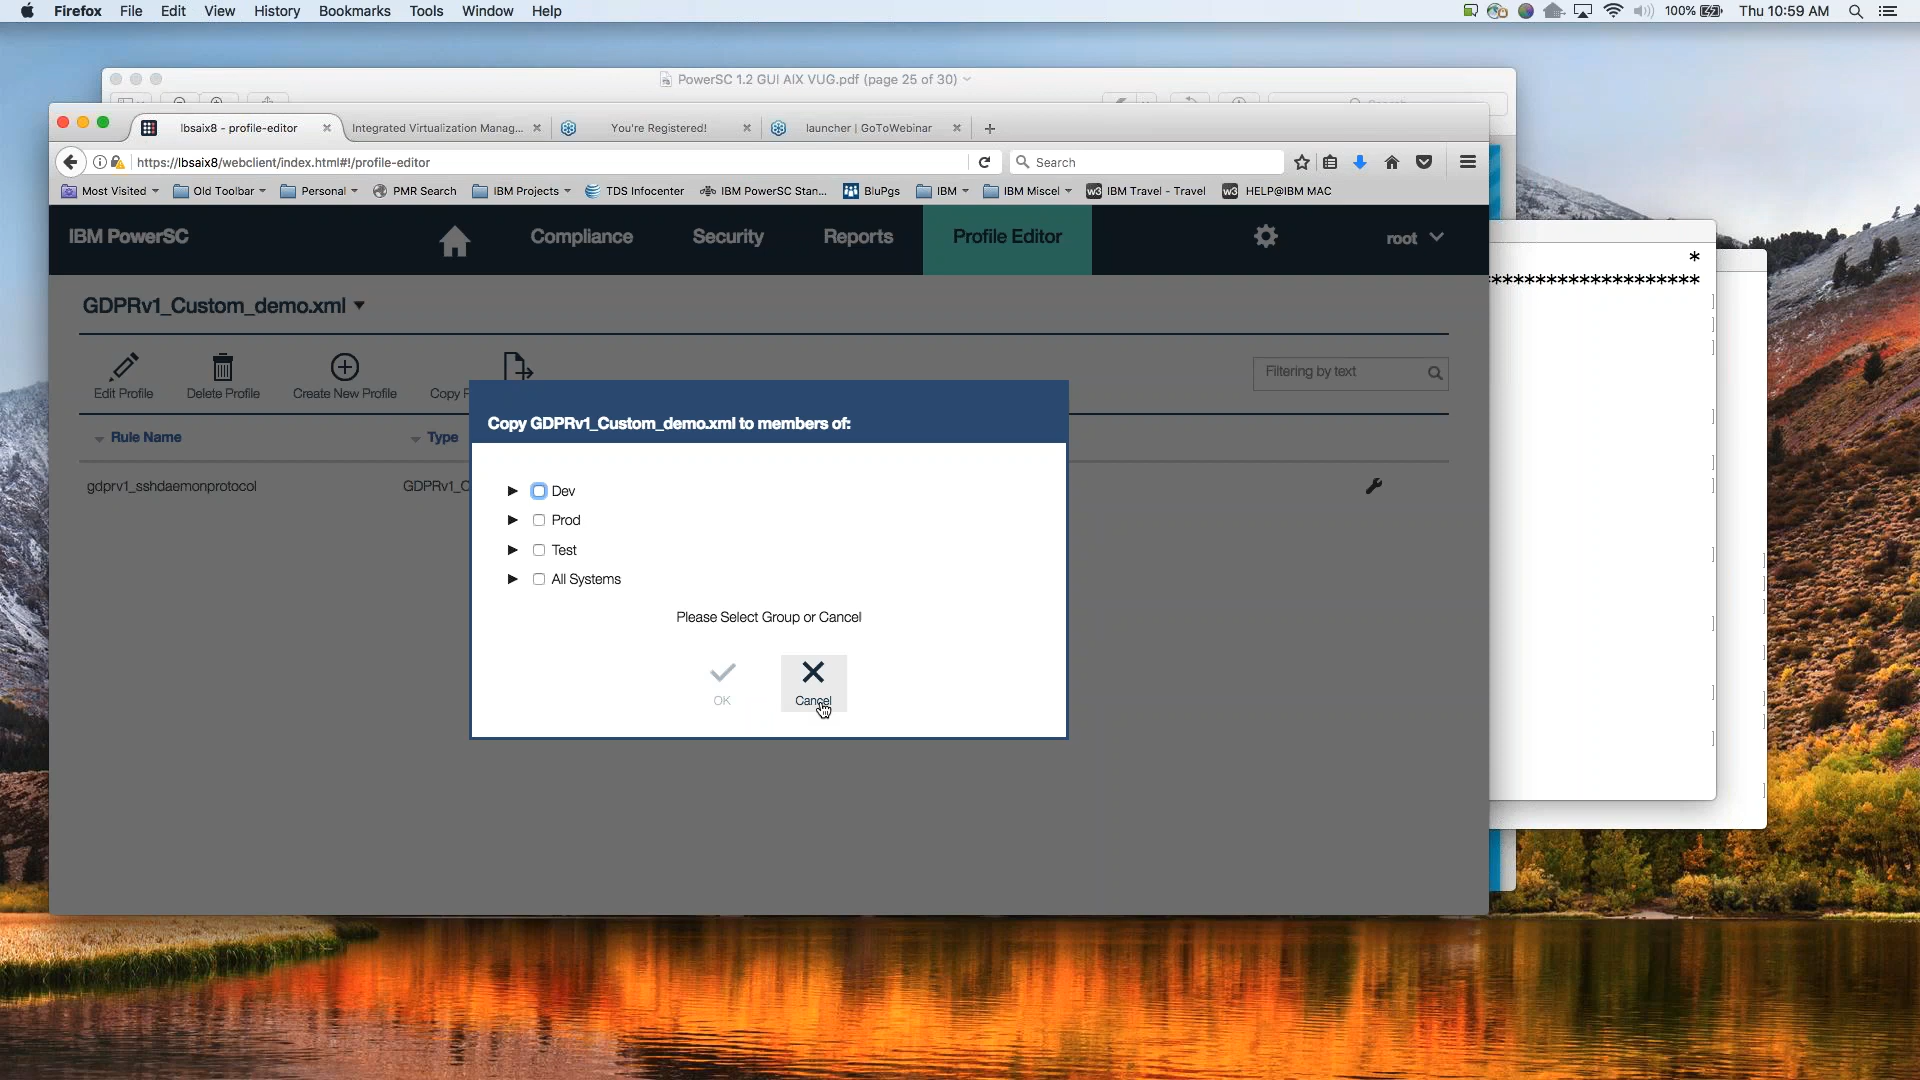 Firefox File Edit View History Bookmarks Tools Window Help 100% Thu 10:59 AM
PowerSC 1.2 GUI AIX VUG.pdf (page 25 of 30)
lbsaix8 - profile-editor Integrated Virtualization Manag... You're Registered! launcher | GoToWebinar
https://lbsaix8/webclient/index.html#!/profile-editor Search
Most Visited Old Toolbar Personal PMR Search IBM Projects TDS Infocenter IBM PowerSC Stan... BluPgs IBM IBM Miscel w3 IBM Travel - Travel w3 HELP@IBM MAC
IBM PowerSC Compliance Security Reports Profile Editor root
*
*******************
GDPRv1_Custom_demo.xml
Edit Profile Delete Profile Create New Profile Copy Filtering by text
Copy GDPRv1_Custom_demo.xml to members of:
Rule Name Type
gdprv1_sshdaemonprotocol GDPRv1_C
Dev
Prod
Test
All Systems
Please Select Group or Cancel
OK Cancel